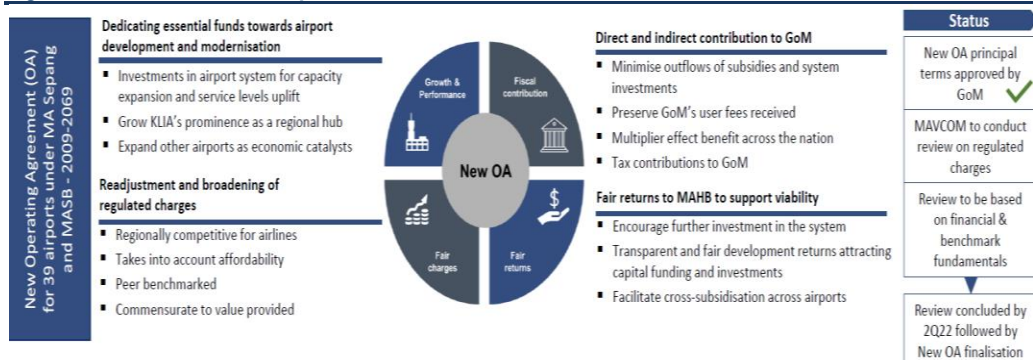 New Operating Agreement (OA)
for 39 airports under MA Sepang
and MASB - 2009-2069
Dedicating essential funds towards airport
development and modernisation
▪ Investments in airport system for capacity
expansion and service levels uplift
▪ Grow KLIA's prominence as a regional hub
▪ Expand other airports as economic catalysts
Readjustment and broadening of
regulated charges
▪ Regionally competitive for airlines
▪ Takes into account affordability
▪ Peer benchmarked
▪ Commensurate to value provided
Growth &
Performance
Fiscal
contribution
New OA
Fair
charges
$
Fair
returns
Direct and indirect contribution to GoM
▪ Minimise outflows of subsidies and system
investments
▪ Preserve GoM's user fees received
▪ Multiplier effect benefit across the nation
▪ Tax contributions to GoM
Fair returns to MAHB to support viability
▪ Encourage further investment in the system
▪ Transparent and fair development returns attracting
capital funding and investments
▪ Facilitate cross-subsidisation across airports
Status
New OA principal
terms approved by
GoM
MAVCOM to conduct
review on regulated
charges
Review to be based
on financial &
benchmark
fundamentals
Review concluded by
2Q22 followed by
New OA finalisation